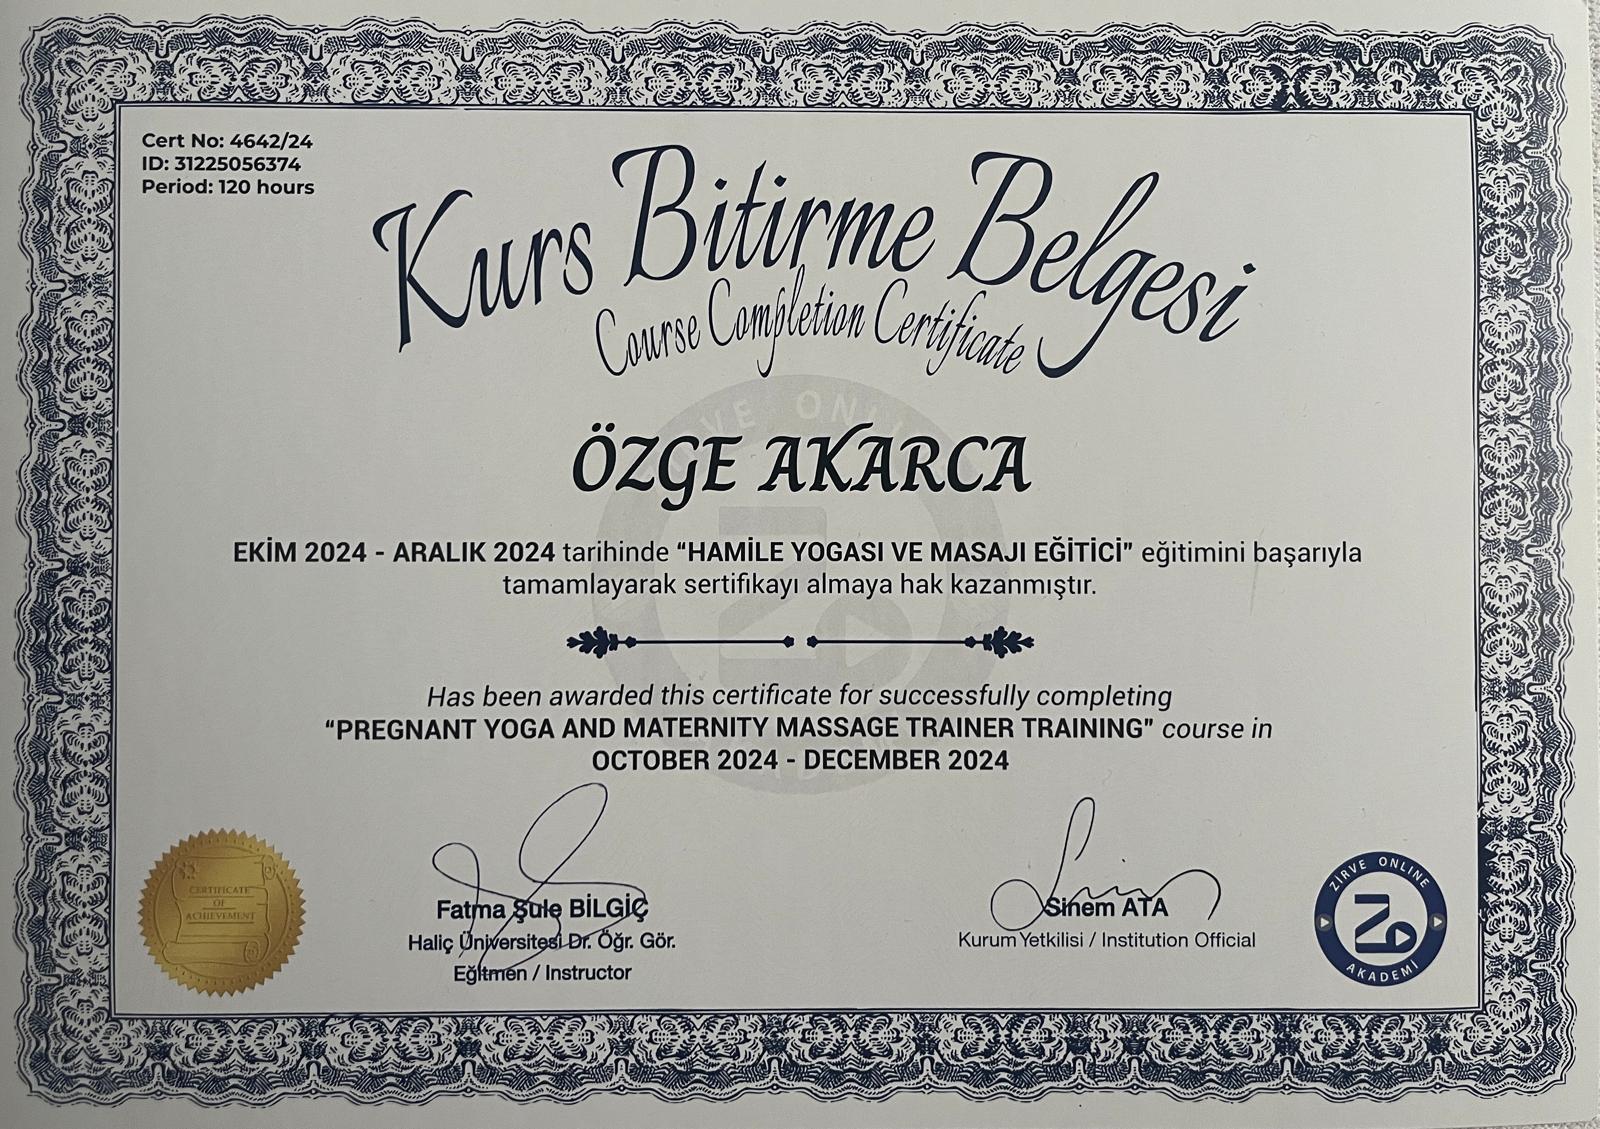 Cert No: 4642/24
ID: 31225056374
Period: 120 hours
Kurs Bitirme Belgesi
Course Completion Certificate
ÖZGE AKARCA
EKİM 2024 - ARALIK 2024 tarihinde “HAMİLE YOGASI VE MASAJI EĞİTİCİ” eğitimini başarıyla
tamamlayarak sertifikayı almaya hak kazanmıştır.
Has been awarded this certificate for successfully completing
“PREGNANT YOGA AND MATERNITY MASSAGE TRAINER TRAINING” course in
OCTOBER 2024 - DECEMBER 2024
CERTIFICATE
OF
ACHIEVEMENT
Fatma Şule BİLGİÇ
Haliç Üniversitesi Dr. Öğr. Gör.
Eğitmen / Instructor
Sinem ATA
Kurum Yetkilisi / Institution Official
ZİRVE ONLINE
AKADEMİ